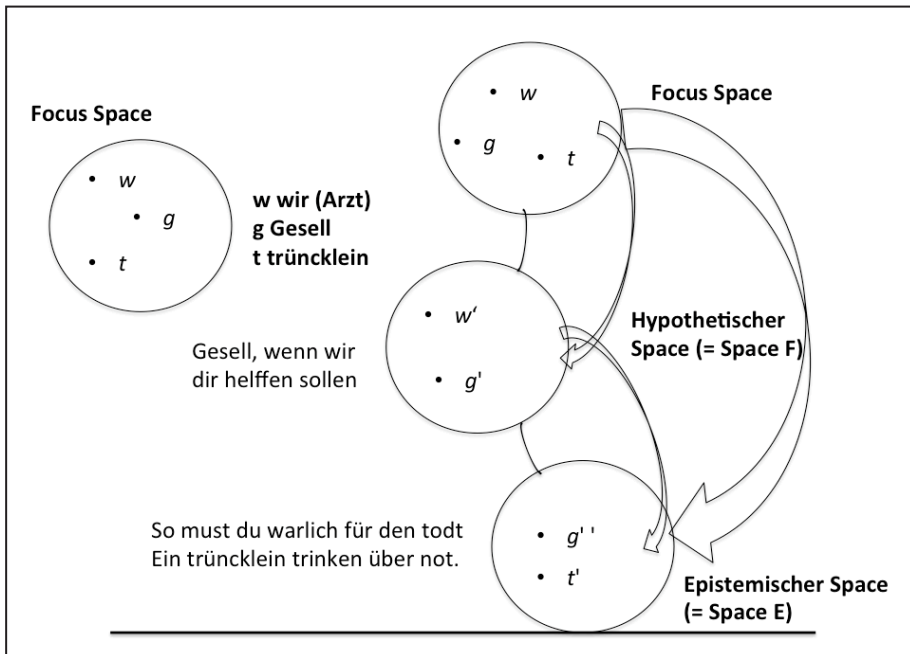 Focus Space
w
g
t
w wir (Arzt)
g Gesell
t trüncklein
Focus Space
w
g
t
Hypothetischer
Space (= Space F)
w‘
g'
Gesell, wenn wir
dir helffen sollen
So must du warlich für den todt
Ein trüncklein trinken über not.
g' '
t'
Epistemischer Space
(= Space E)